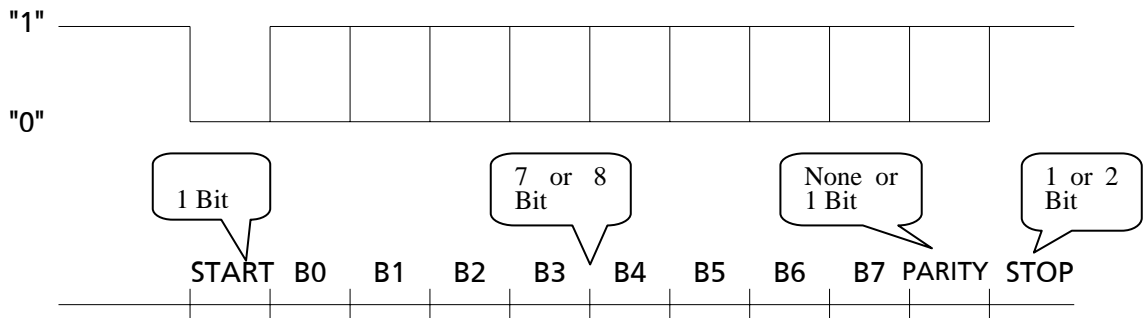 "1"
"0"
1 Bit
7 or 8
Bit
None or
1 Bit
1 or 2
Bit
START B0 B1 B2 B3 B4 B5 B6 B7 PARITY STOP